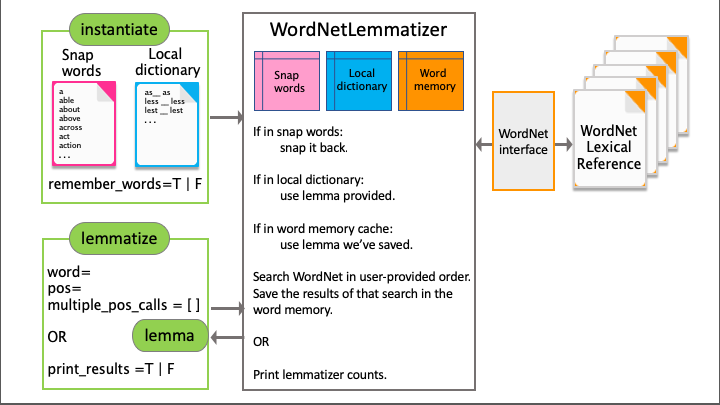 instantiate
Snap
words
Local
dictionary
a
able
about
above
across
act
action
. . .
as__ as
less __ less
lest __ lest
. . .
remember_words=T | F
lemmatize
word=
pos=
multiple_pos_calls = [ ]
OR
lemma
print_results =T | F
WordNetLemmatizer
Snap
words
Local
dictionary
Word
memory
If in snap words:
snap it back.
If in local dictionary:
use lemma provided.
If in word memory cache:
use lemma we've saved.
Search WordNet in user-provided order.
Save the results of that search in the
word memory.
OR
Print lemmatizer counts.
WordNet
interface
WordNet
Lexical
Reference